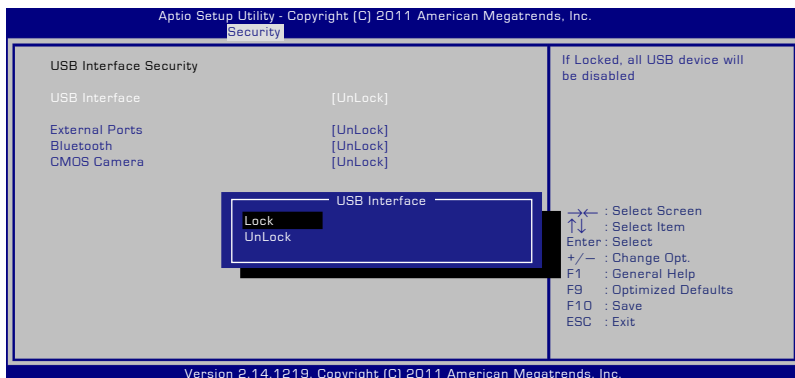 Aptio Setup Utility - Copyright (C) 2011 American Megatrends, Inc.
Security
USB Interface Security
USB Interface [UnLock]
External Ports [UnLock]
Bluetooth [UnLock]
CMOS Camera [UnLock]
If Locked, all USB device will
be disabled
USB Interface
Lock
UnLock
→← : Select Screen
↑↓ : Select Item
Enter : Select
+/− : Change Opt.
F1 : General Help
F9 : Optimized Defaults
F10 : Save
ESC : Exit
Version 2.14.1219. Copyright (C) 2011 American Megatrends, Inc.